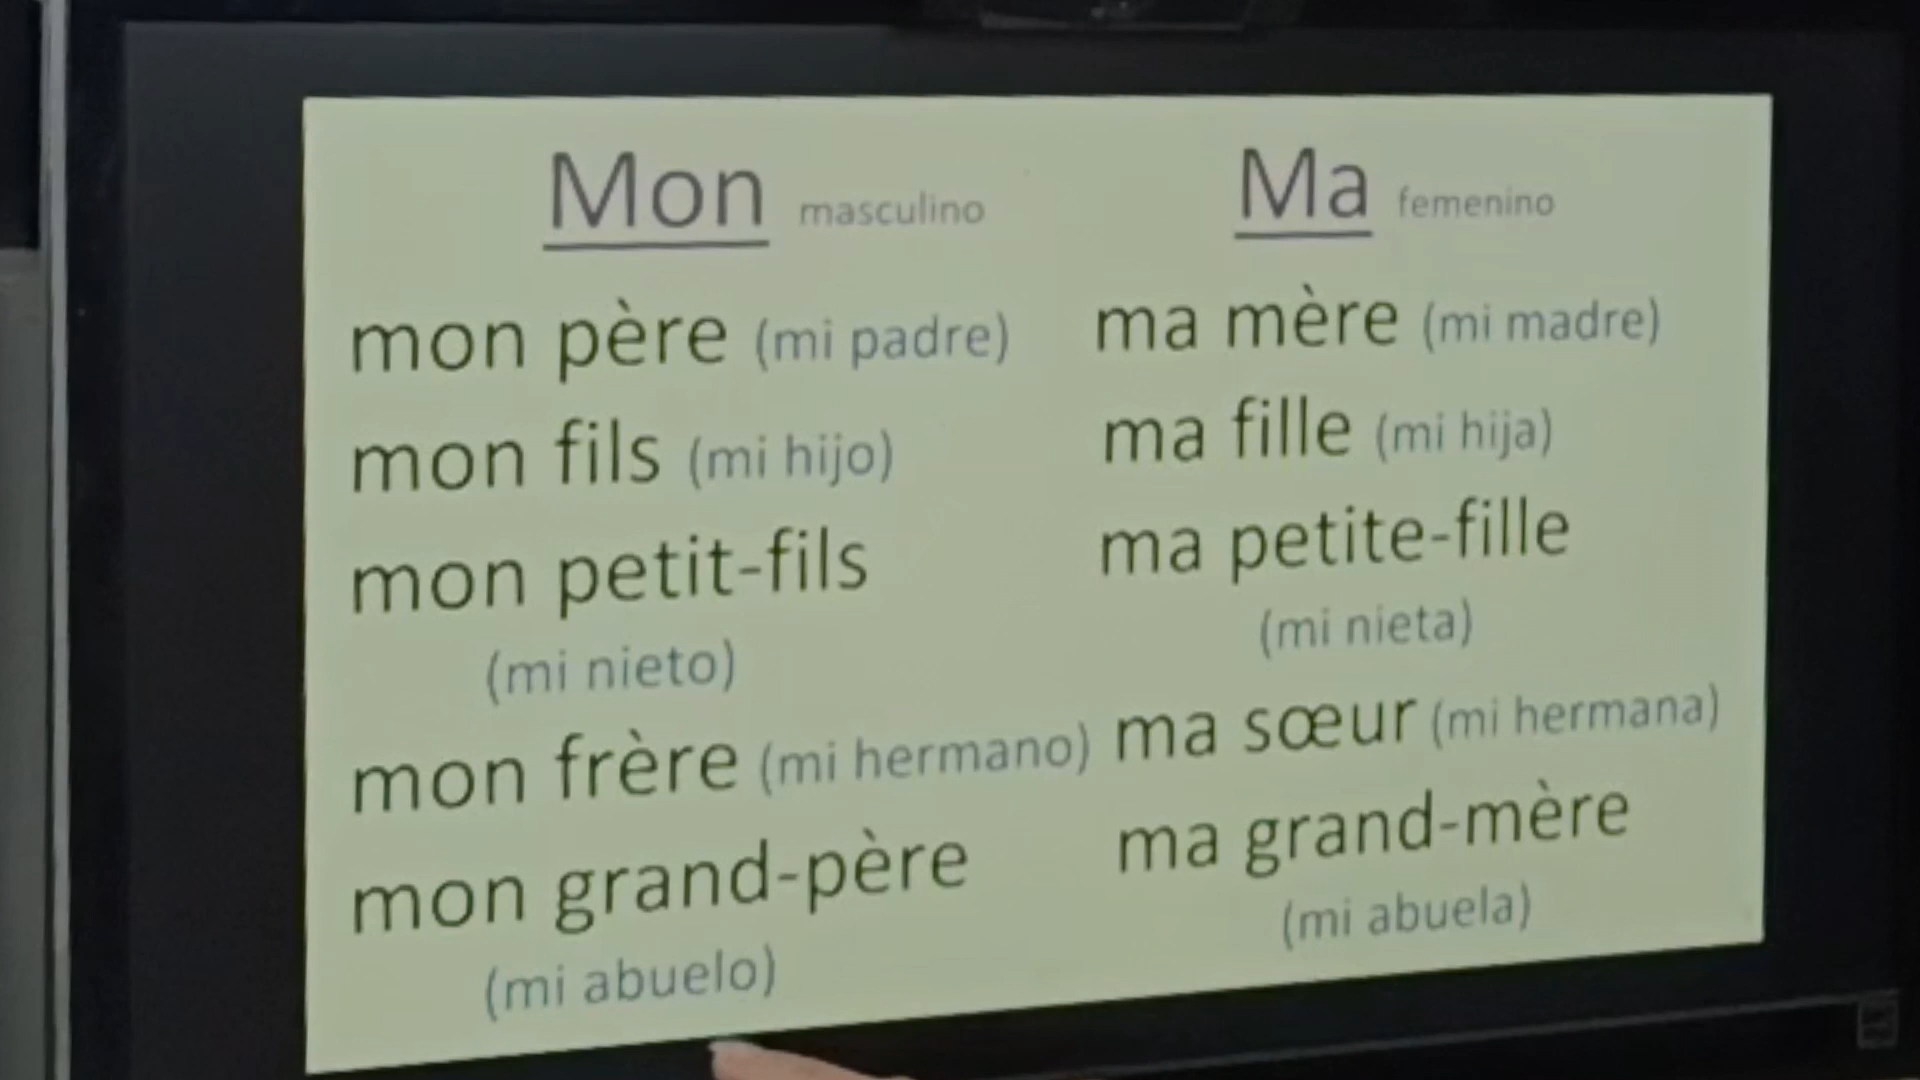 Mon masculino
mon père (mi padre)
mon fils (mi hijo)
mon petit-fils
(mi nieto)
mon frère (mi hermano)
mon grand-père
(mi abuelo)
Ma femenino
ma mère (mi madre)
ma fille (mi hija)
ma petite-fille
(mi nieta)
ma sœur (mi hermana)
ma grand-mère
(mi abuela)